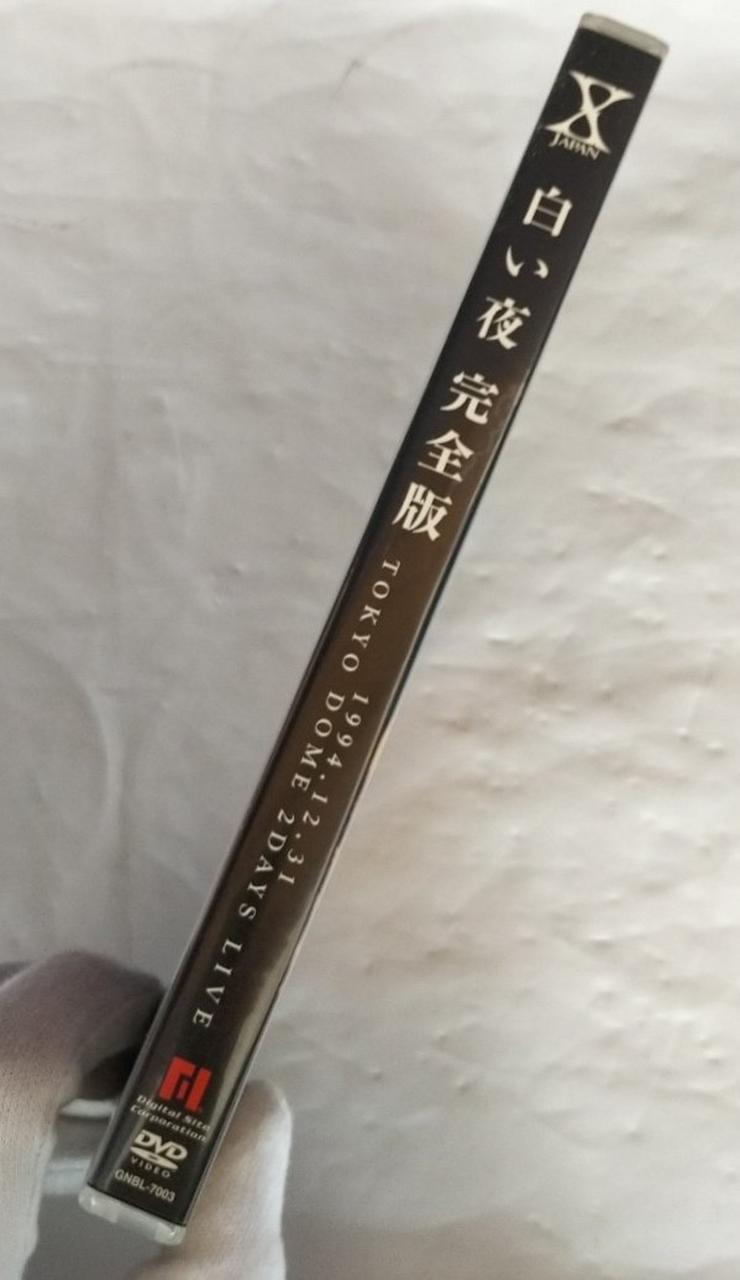 X
JAPAN
白い夜 完全版
1994.12.31
TOKYO DOME 2DAYS LIVE
Digital Site
Corporation
DVD
VIDEO
GNBL-7003